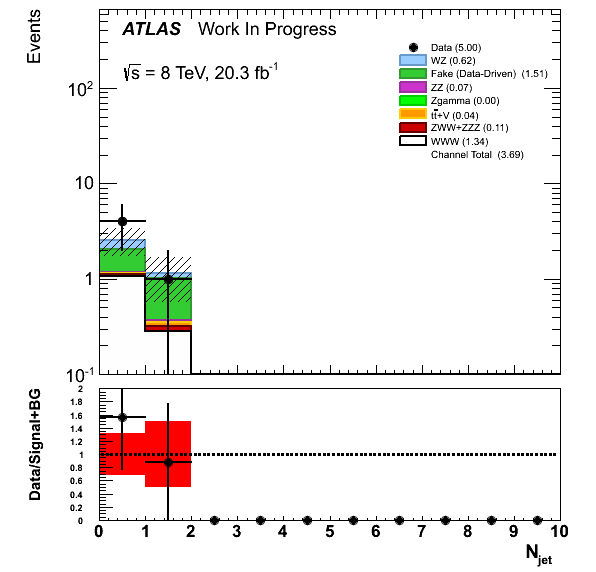 ATLAS Work In Progress
√s = 8 TeV, 20.3 fb⁻¹
Events
10²
10
1
10⁻¹
Data (5.00)
WZ (0.62)
Fake (Data-Driven) (1.51)
ZZ (0.07)
Zgamma (0.00)
tt̄+V (0.04)
ZWW+ZZZ (0.11)
WWW (1.34)
Channel Total (3.69)
Data/Signal+BG
2
1.8
1.6
1.4
1.2
1
0.8
0.6
0.4
0.2
0
0 1 2 3 4 5 6 7 8 9 10
N_jet